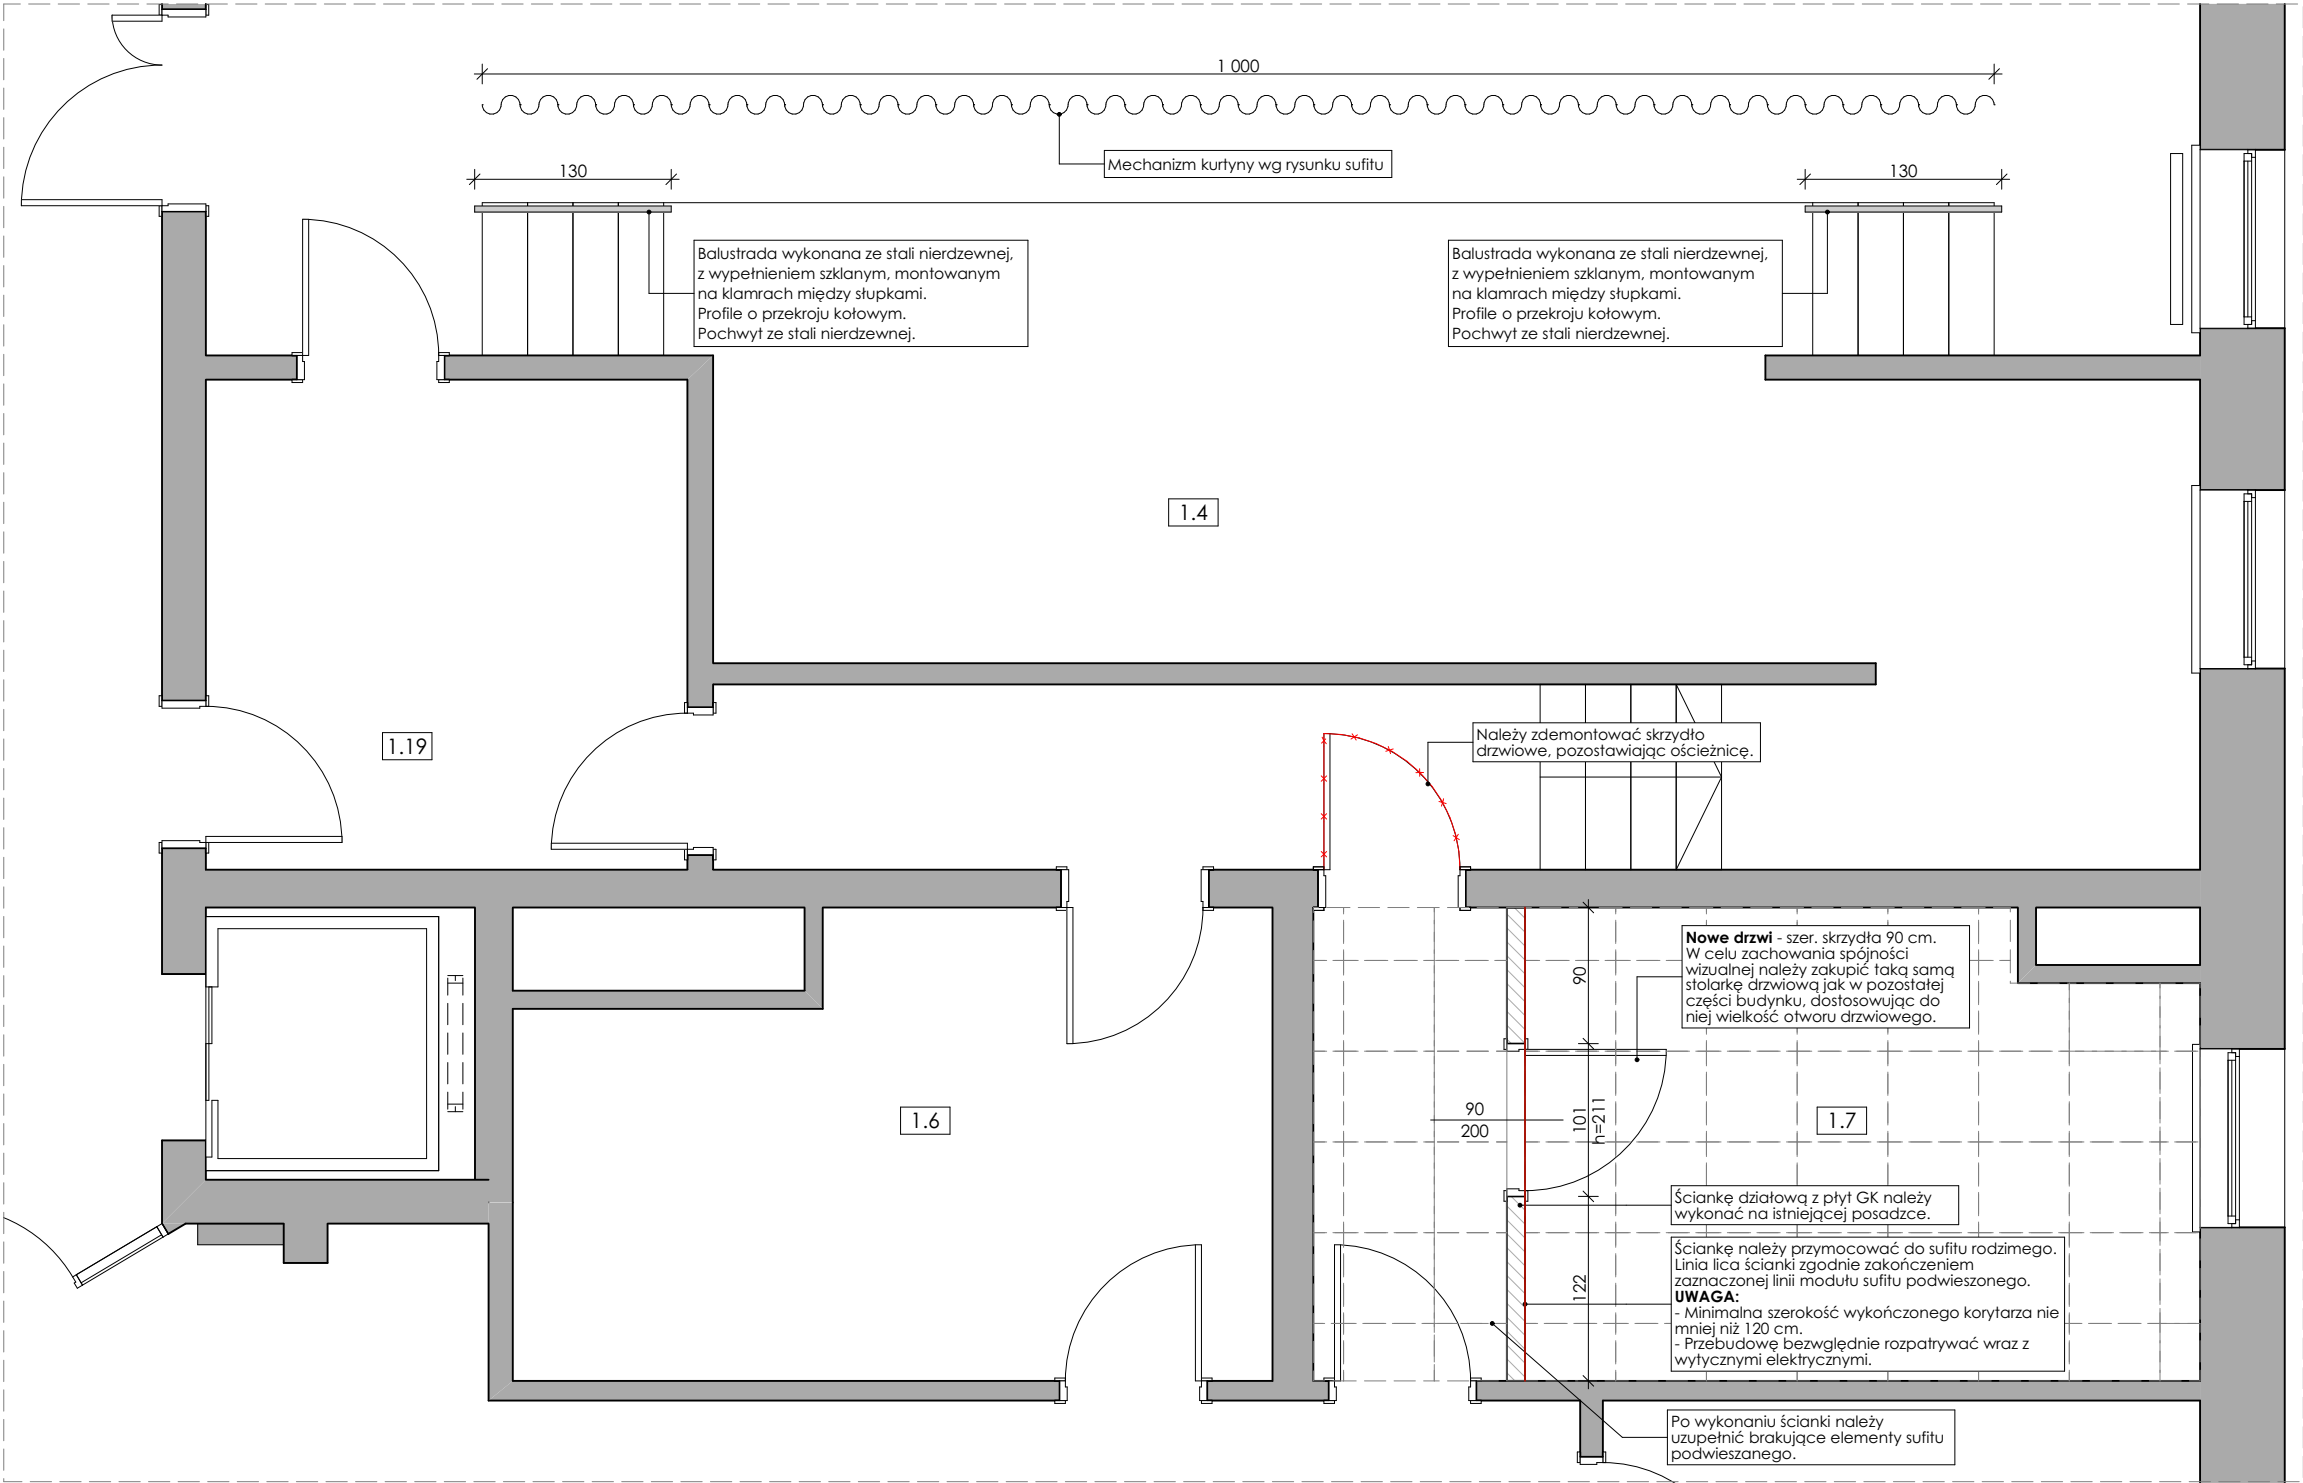 1 000
Mechanizm kurtyny wg rysunku sufitu
130
130
Balustrada wykonana ze stali nierdzewnej,
z wypełnieniem szklanym, montowanym
na klamrach między słupkami.
Profile o przekroju kołowym.
Pochwyt ze stali nierdzewnej.
Balustrada wykonana ze stali nierdzewnej,
z wypełnieniem szklanym, montowanym
na klamrach między słupkami.
Profile o przekroju kołowym.
Pochwyt ze stali nierdzewnej.
1.4
1.19
Należy zdemontować skrzydło
drzwiowe, pozostawiając ościeżnicę.
Nowe drzwi - szer. skrzydła 90 cm.
W celu zachowania spójności
wizualnej należy zakupić taką samą
stolarkę drzwiową jak w pozostałej
części budynku, dostosowując do
niej wielkość otworu drzwiowego.
90
1.6
90
200
101
h=211
1.7
Ściankę działową z płyt GK należy
wykonać na istniejącej posadzce.
122
Ściankę należy przymocować do sufitu rodzimego.
Linia lica ścianki zgodnie zakończeniem
zaznaczonej linii modułu sufitu podwieszonego.
UWAGA:
- Minimalna szerokość wykończonego korytarza nie
mniej niż 120 cm.
- Przebudowę bezwględnie rozpatrywać wraz z
wytycznymi elektrycznymi.
Po wykonaniu ścianki należy
uzupełnić brakujące elementy sufitu
podwieszanego.